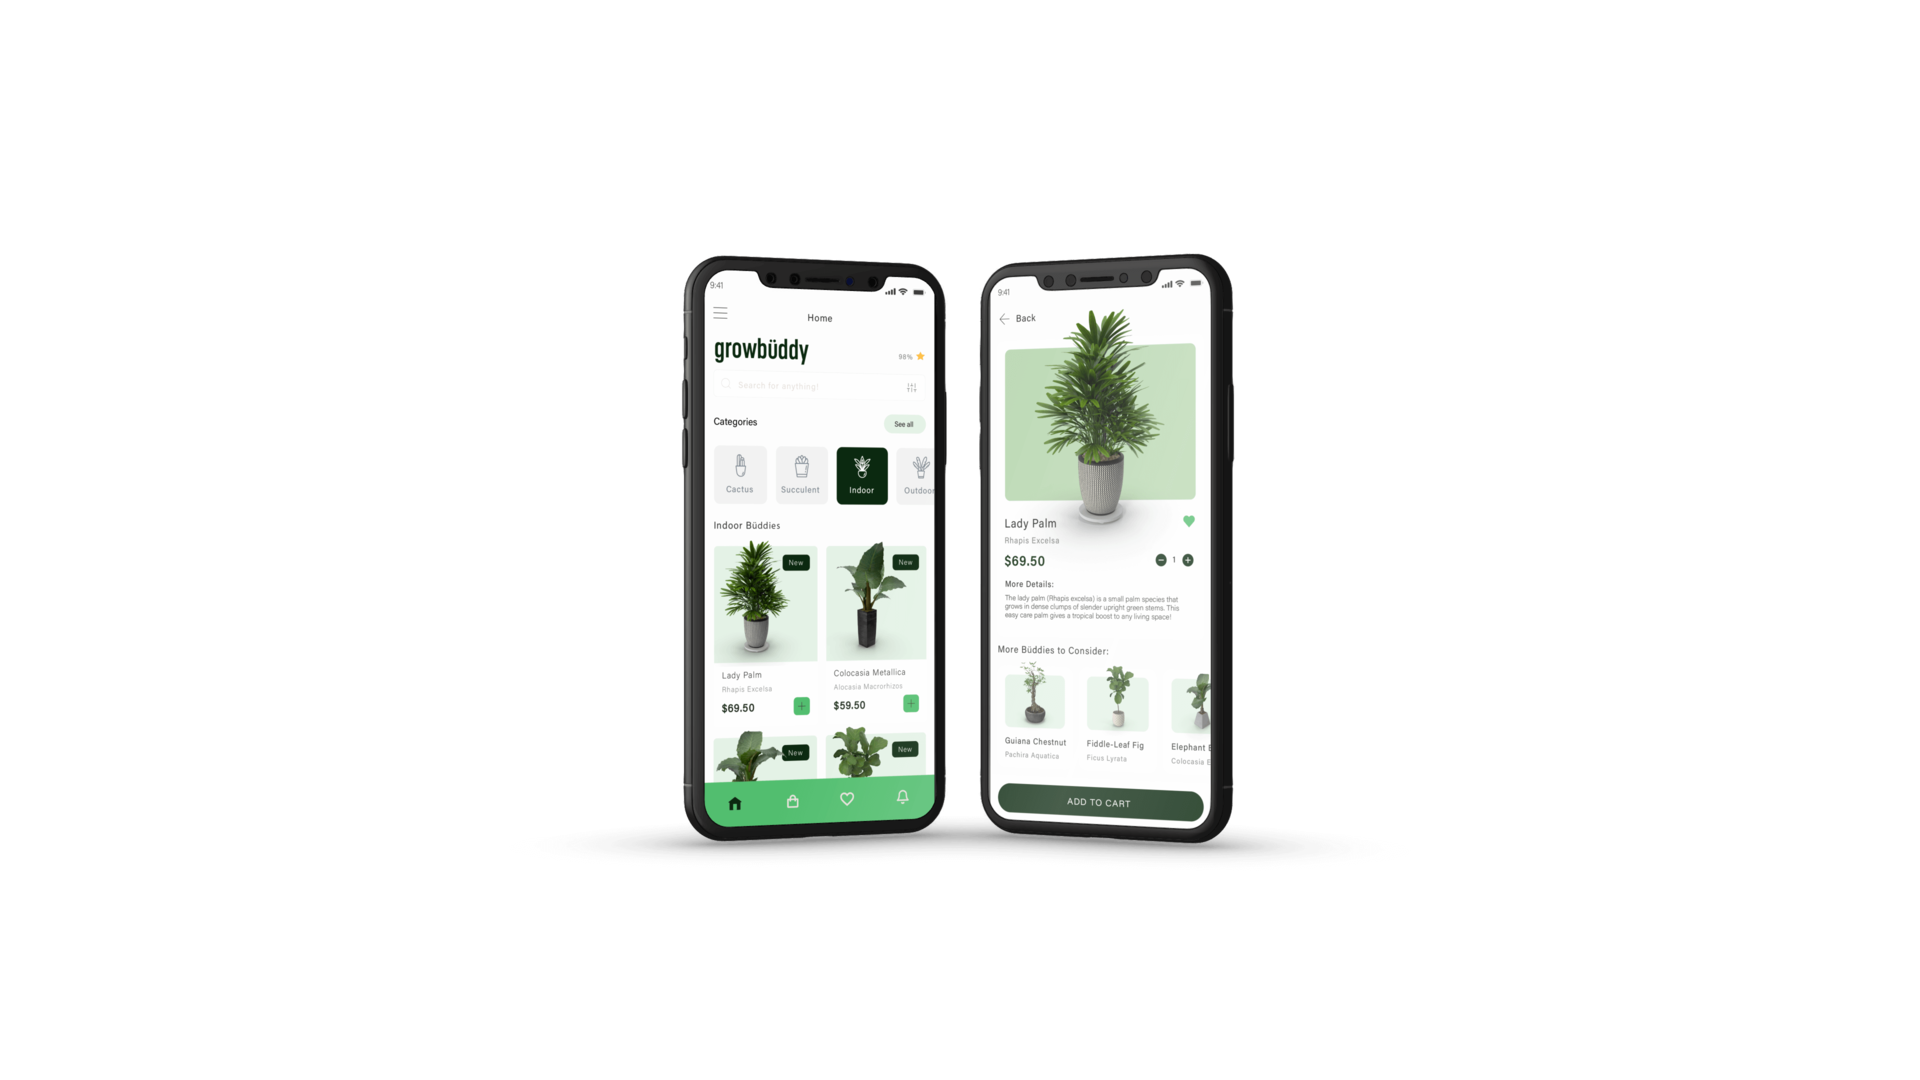 9:41
Home
growbüddy
98%
Search for anything!
Categories
See all
Cactus
Succulent
Indoor
Outdoor
Indoor Büddies
New
New
Lady Palm
Rhapis Excelsa
$69.50
Colocasia Metallica
Alocasia Macrorhizos
$59.50
New
New
9:41
Back
Lady Palm
Rhapis Excelsa
$69.50
1
More Details:
The lady palm (Rhapis excelsa) is a small palm species that
grows in dense clumps of slender upright green stems. This
easy care palm gives a tropical boost to any living space!
More Büddies to Consider:
Guiana Chestnut
Pachira Aquatica
Fiddle-Leaf Fig
Ficus Lyrata
Elephant
Colocasia
ADD TO CART